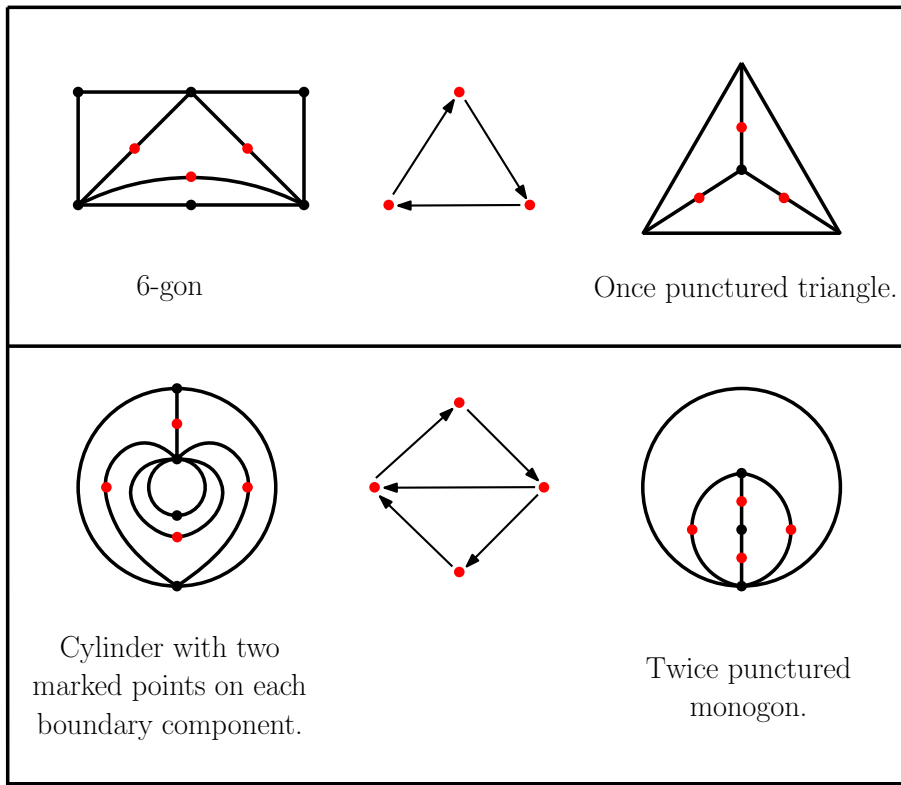 6-gon
Once punctured triangle.
Cylinder with two
marked points on each
boundary component.
Twice punctured
monogon.